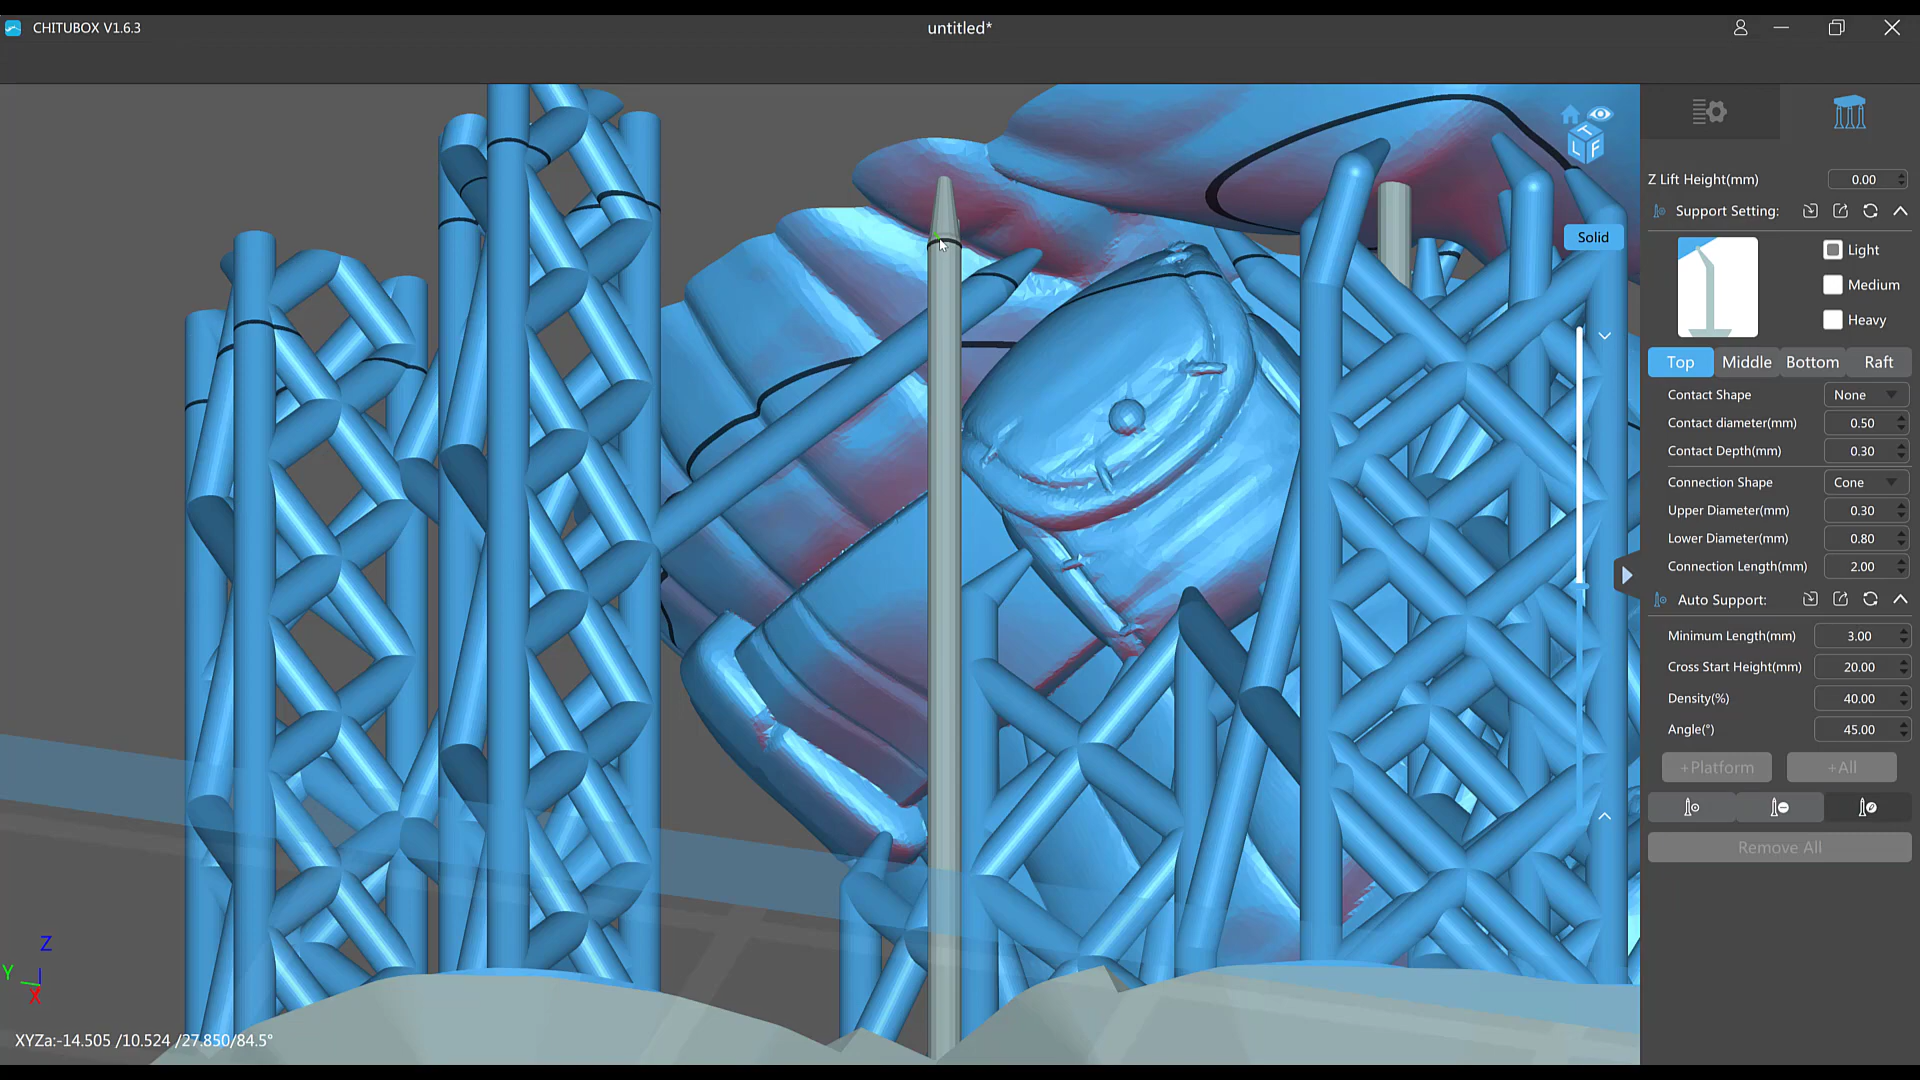 CHITUBOX V1.6.3
untitled*
T
L F
Solid
Z Lift Height(mm) 0.00
Support Setting:
Light
Medium
Heavy
Top Middle Bottom Raft
Contact Shape None
Contact diameter(mm) 0.50
Contact Depth(mm) 0.30
Connection Shape Cone
Upper Diameter(mm) 0.30
Lower Diameter(mm) 0.80
Connection Length(mm) 2.00
Auto Support:
Minimum Length(mm) 3.00
Cross Start Height(mm) 20.00
Density(%) 40.00
Angle(°) 45.00
+Platform +All
Remove All
Z
Y
X
XYZa:-14.505 /10.524 /27.850/84.5°